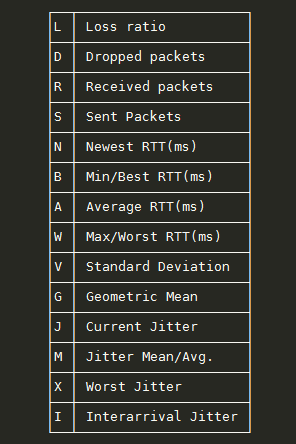 L Loss ratio
D Dropped packets
R Received packets
S Sent Packets
N Newest RTT(ms)
B Min/Best RTT(ms)
A Average RTT(ms)
W Max/Worst RTT(ms)
V Standard Deviation
G Geometric Mean
J Current Jitter
M Jitter Mean/Avg.
X Worst Jitter
I Interarrival Jitter